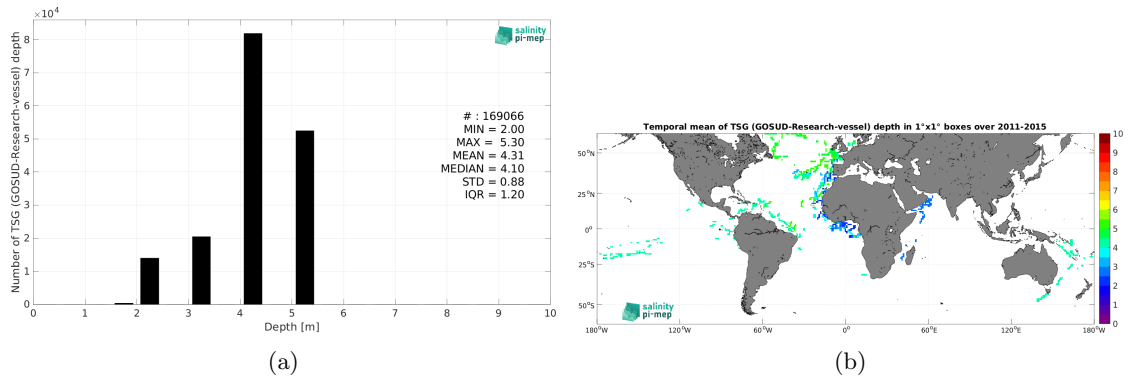 ×10⁴
8
7
6
5
4
3
2
1
0
Number of TSG (GOSUD-Research-vessel) depth
salinity
pi-mep
# : 169066
MIN = 2.00
MAX = 5.30
MEAN = 4.31
MEDIAN = 4.10
STD = 0.88
IQR = 1.20
0 1 2 3 4 5 6 7 8 9 10
Depth [m]
(a)
Temporal mean of TSG (GOSUD-Research-vessel) depth in 1°x1° boxes over 2011-2015
50°N
25°N
0°
25°S
50°S
salinity
pi-mep
180°W 120°W 60°W 0° 60°E 120°E 180°W
10
9
8
7
6
5
4
3
2
1
0
(b)